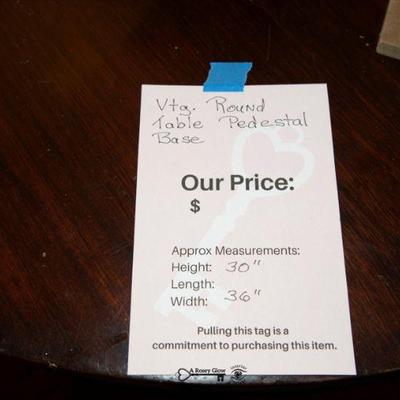 Vtg. Round
Table Pedestal
Base
Our Price:
$
Approx Measurements:
Height: 30"
Length:
Width: 36"
Pulling this tag is a
commitment to purchasing this item.
A Rosey Glow